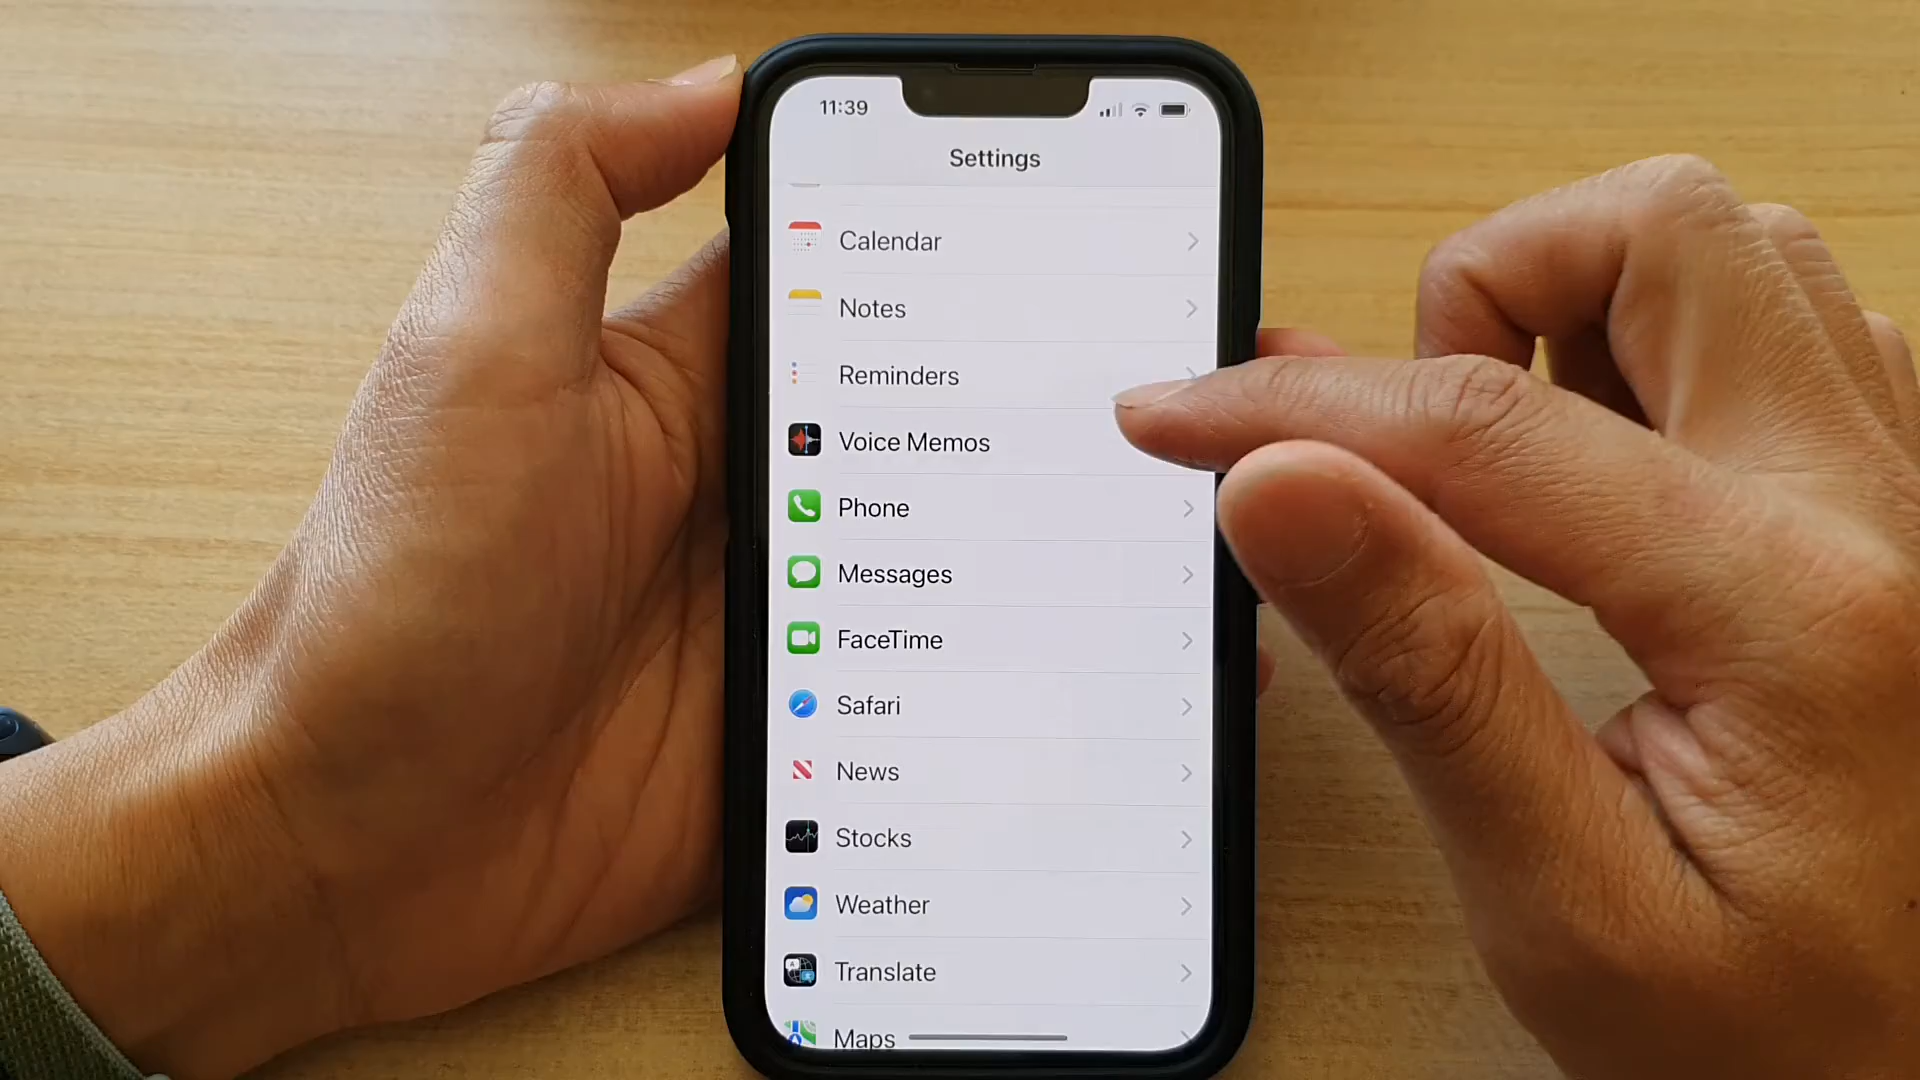 11:39
Settings
Calendar
Notes
Reminders
Voice Memos
Phone
Messages
FaceTime
Safari
News
Stocks
Weather
Translate
Maps